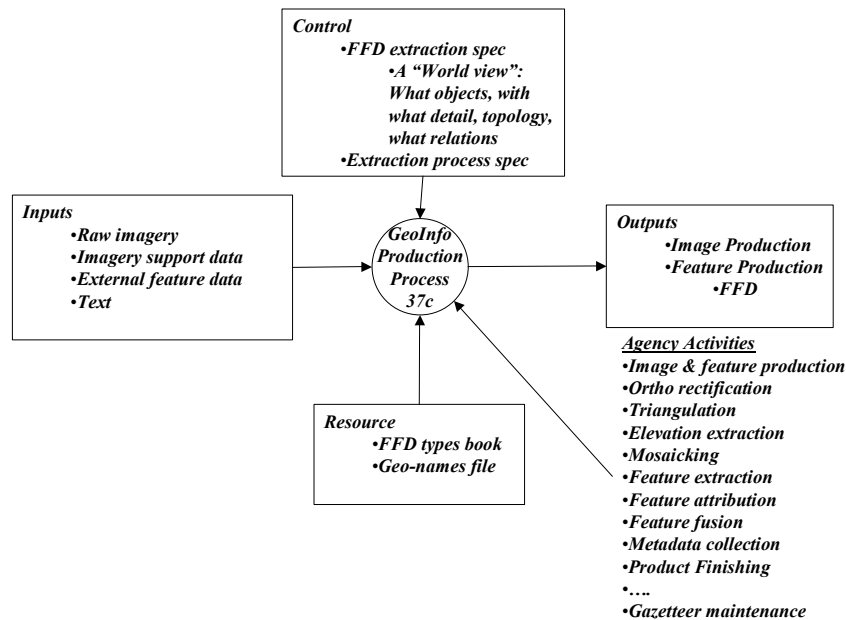 Control
•FFD extraction spec
•A “World view”:
What objects, with
what detail, topology,
what relations
•Extraction process spec
Inputs
•Raw imagery
•Imagery support data
•External feature data
•Text
GeoInfo
Production
Process
37c
Outputs
•Image Production
•Feature Production
•FFD
Resource
•FFD types book
•Geo-names file
Agency Activities
•Image & feature production
•Ortho rectification
•Triangulation
•Elevation extraction
•Mosaicking
•Feature extraction
•Feature attribution
•Feature fusion
•Metadata collection
•Product Finishing
•….
•Gazetteer maintenance